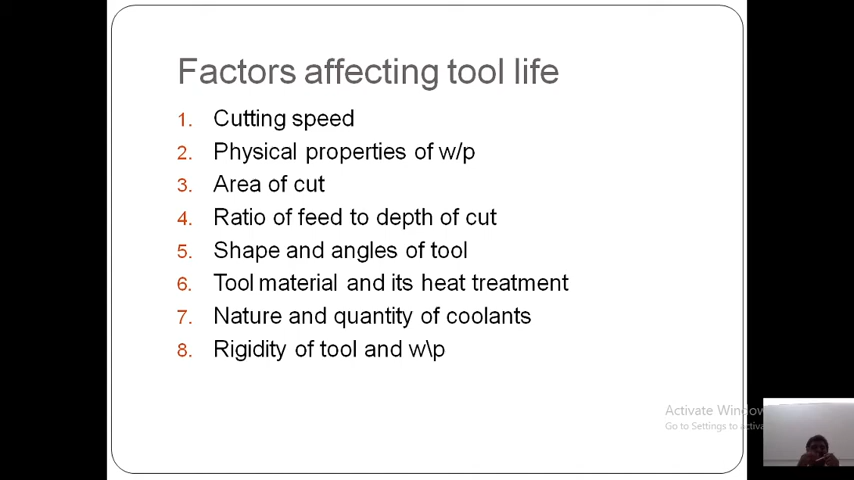 Factors affecting tool life
1. Cutting speed
2. Physical properties of w/p
3. Area of cut
4. Ratio of feed to depth of cut
5. Shape and angles of tool
6. Tool material and its heat treatment
7. Nature and quantity of coolants
8. Rigidity of tool and w\p
Activate Window
Go to Settings to activa